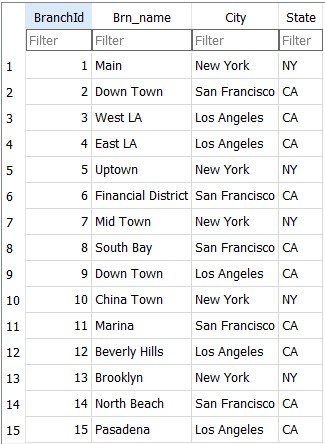 BranchId Brn_name City State
Filter Filter Filter Filter
1 1 Main New York NY
2 2 Down Town San Francisco CA
3 3 West LA Los Angeles CA
4 4 East LA Los Angeles CA
5 5 Uptown New York NY
6 6 Financial District San Francisco CA
7 7 Mid Town New York NY
8 8 South Bay San Francisco CA
9 9 Down Town Los Angeles CA
10 10 China Town New York NY
11 11 Marina San Francisco CA
12 12 Beverly Hills Los Angeles CA
13 13 Brooklyn New York NY
14 14 North Beach San Francisco CA
15 15 Pasadena Los Angeles CA